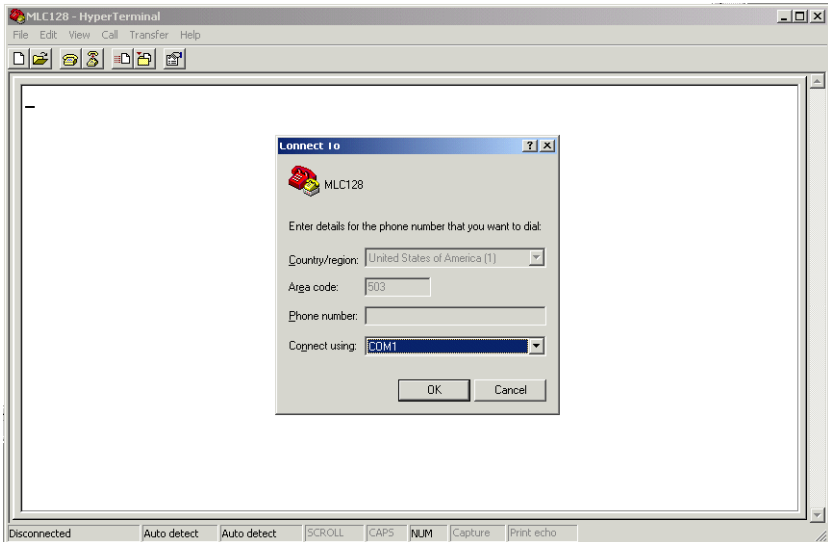 MLC128 - HyperTerminal
File Edit View Call Transfer Help
Connect To
MLC128
Enter details for the phone number that you want to dial:
Country/region: United States of America (1)
Area code: 503
Phone number:
Connect using: COM1
OK Cancel
Disconnected Auto detect Auto detect SCROLL CAPS NUM Capture Print echo